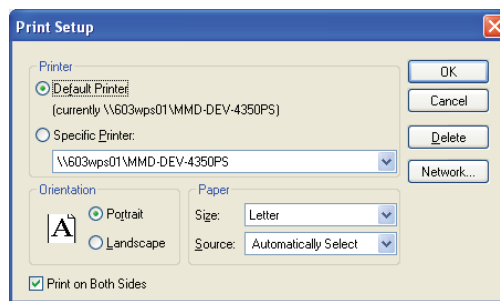 Print Setup
Printer
Default Printer
(currently \\603wps01\MMD-DEV-4350PS)
Specific Printer:
\\603wps01\MMD-DEV-4350PS
OK
Cancel
Delete
Network...
Orientation
A
Portrait
Landscape
Paper
Size: Letter
Source: Automatically Select
Print on Both Sides